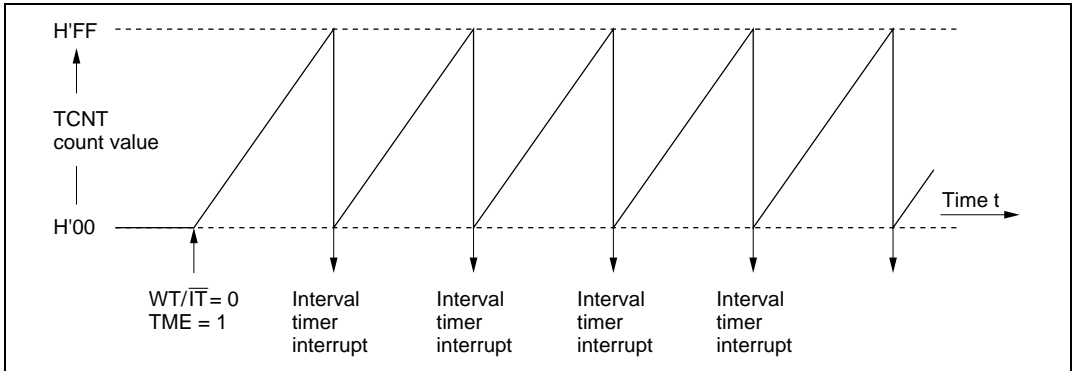 H'FF
TCNT
count value
H'00
Time t
WT/I̅T̅ = 0
TME = 1
Interval
timer
interrupt
Interval
timer
interrupt
Interval
timer
interrupt
Interval
timer
interrupt